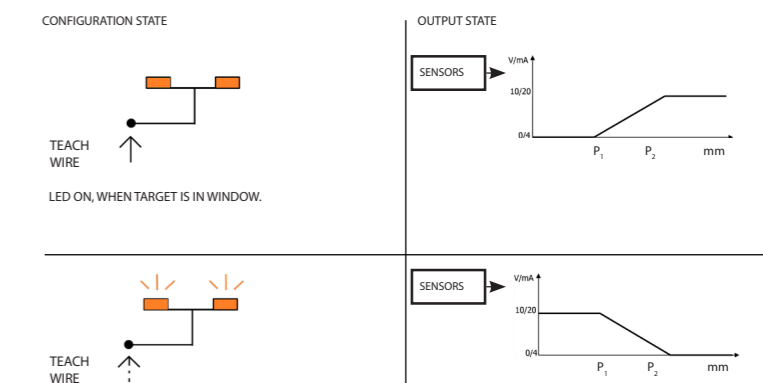 CONFIGURATION STATE
OUTPUT STATE
TEACH
WIRE
LED ON, WHEN TARGET IS IN WINDOW.
SENSORS
V/mA
10/20
0/4
P1
P2
mm
TEACH
WIRE
SENSORS
V/mA
10/20
0/4
P1
P2
mm